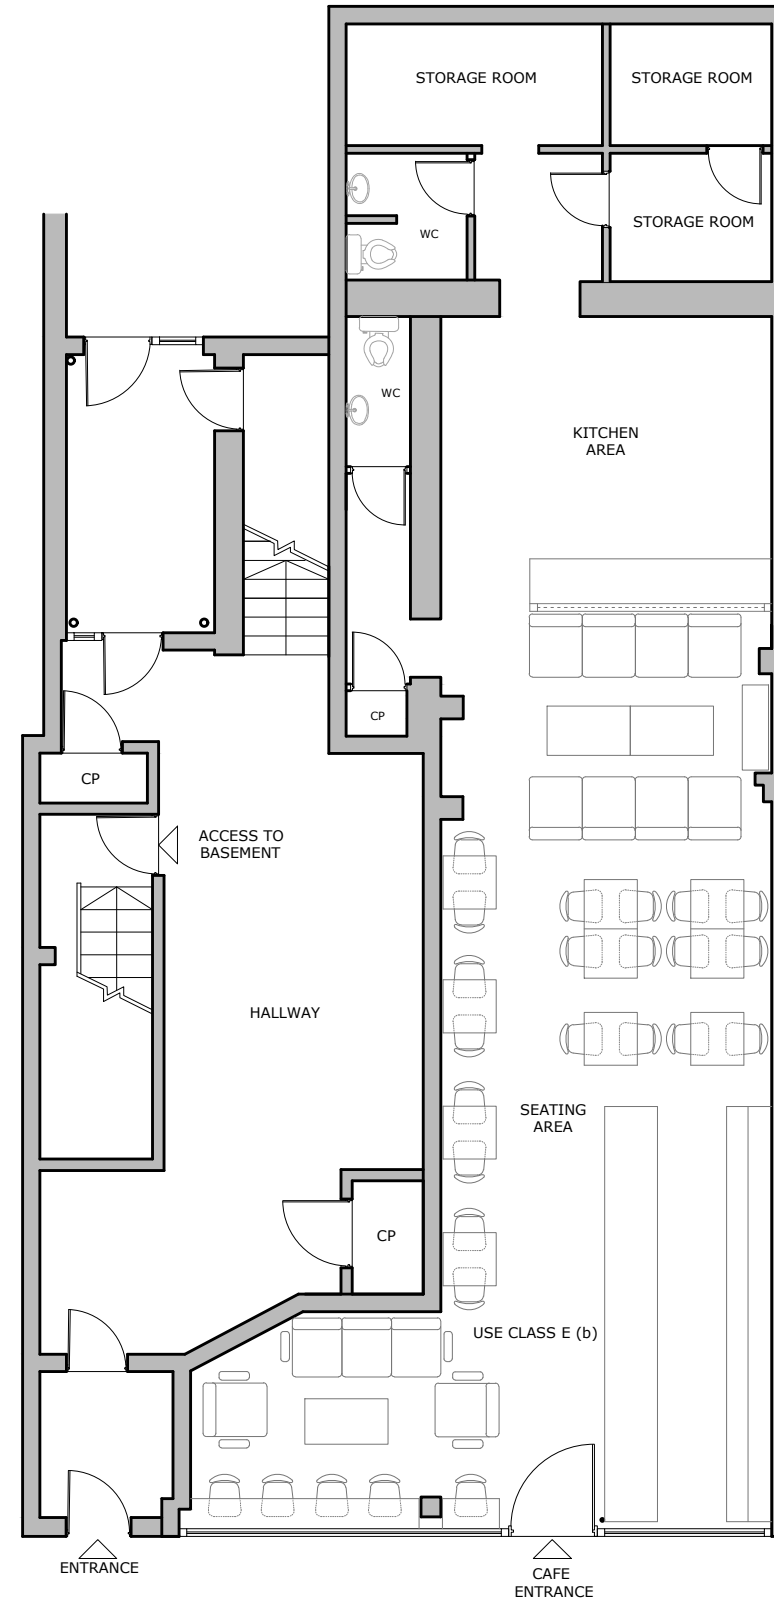 STORAGE ROOM
STORAGE ROOM
STORAGE ROOM
WC
WC
KITCHEN
AREA
CP
CP
ACCESS TO
BASEMENT
HALLWAY
SEATING
AREA
CP
USE CLASS E (b)
ENTRANCE
CAFE
ENTRANCE